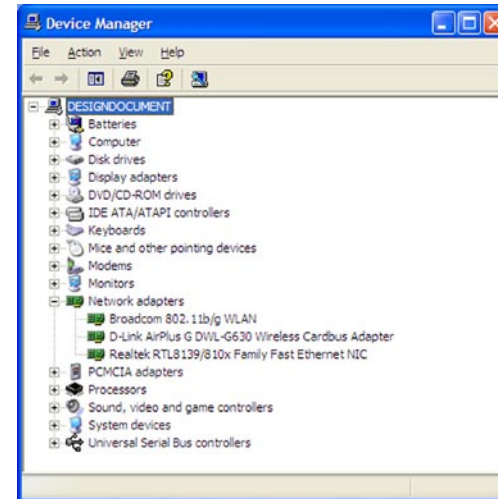 Device Manager
File Action View Help
DESIGNDOCUMENT
Batteries
Computer
Disk drives
Display adapters
DVD/CD-ROM drives
IDE ATA/ATAPI controllers
Keyboards
Mice and other pointing devices
Modems
Monitors
Network adapters
Broadcom 802.11b/g WLAN
D-Link AirPlus G DWL-G630 Wireless Cardbus Adapter
Realtek RTL8139/810x Family Fast Ethernet NIC
PCMCIA adapters
Processors
Sound, video and game controllers
System devices
Universal Serial Bus controllers